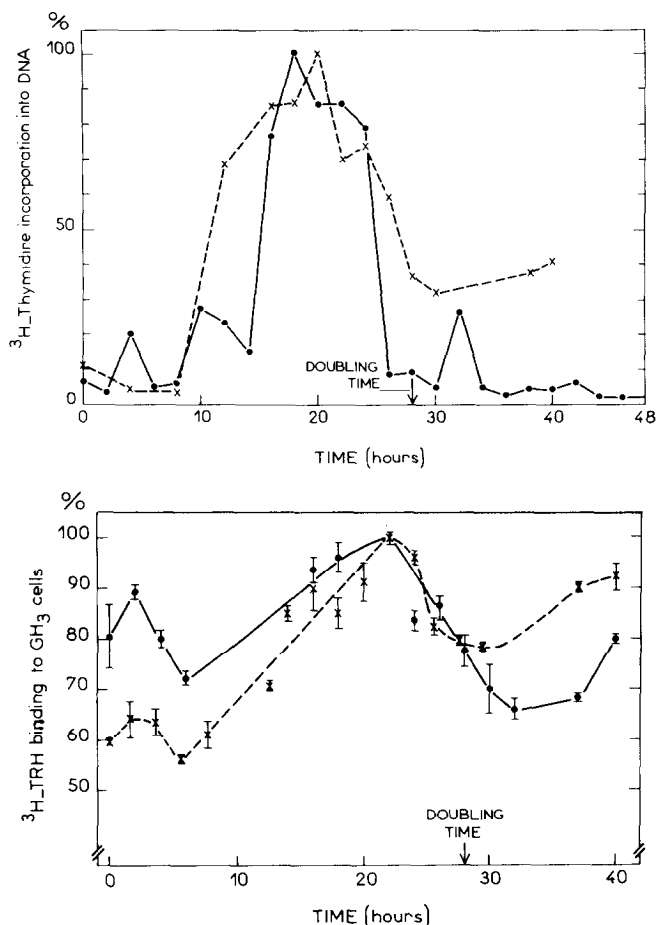 %
³H_Thymidine incorporation into DNA
100
50
0
DOUBLING
TIME
0
10
20
30
40
48
TIME (hours)
%
³H_TRH binding to GH₃ cells
100
90
80
70
60
50
DOUBLING
TIME
0
10
20
30
40
TIME (hours)